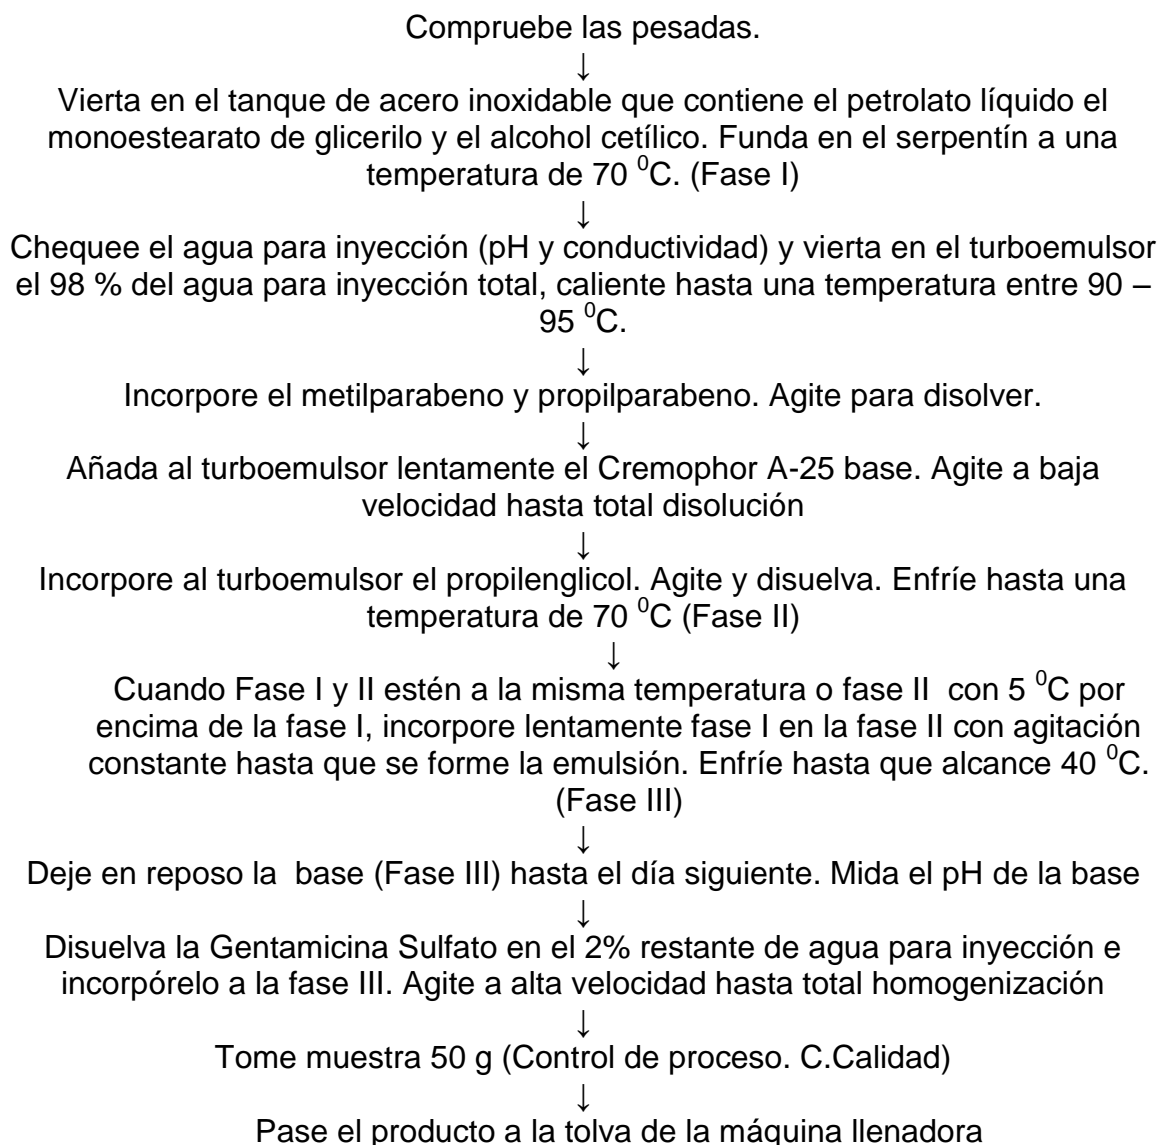 Compruebe las pesadas.
↓
Vierta en el tanque de acero inoxidable que contiene el petrolato líquido el
monoestearato de glicerilo y el alcohol cetílico. Funda en el serpentín a una
temperatura de 70 ⁰C. (Fase I)
↓
Chequee el agua para inyección (pH y conductividad) y vierta en el turboemulsor
el 98 % del agua para inyección total, caliente hasta una temperatura entre 90 –
95 ⁰C.
↓
Incorpore el metilparabeno y propilparabeno. Agite para disolver.
↓
Añada al turboemulsor lentamente el Cremophor A-25 base. Agite a baja
velocidad hasta total disolución
↓
Incorpore al turboemulsor el propilenglicol. Agite y disuelva. Enfríe hasta una
temperatura de 70 ⁰C (Fase II)
↓
Cuando Fase I y II estén a la misma temperatura o fase II con 5 ⁰C por
encima de la fase I, incorpore lentamente fase I en la fase II con agitación
constante hasta que se forme la emulsión. Enfríe hasta que alcance 40 ⁰C.
(Fase III)
↓
Deje en reposo la base (Fase III) hasta el día siguiente. Mida el pH de la base
↓
Disuelva la Gentamicina Sulfato en el 2% restante de agua para inyección e
incorpórelo a la fase III. Agite a alta velocidad hasta total homogenización
↓
Tome muestra 50 g (Control de proceso. C.Calidad)
↓
Pase el producto a la tolva de la máquina llenadora